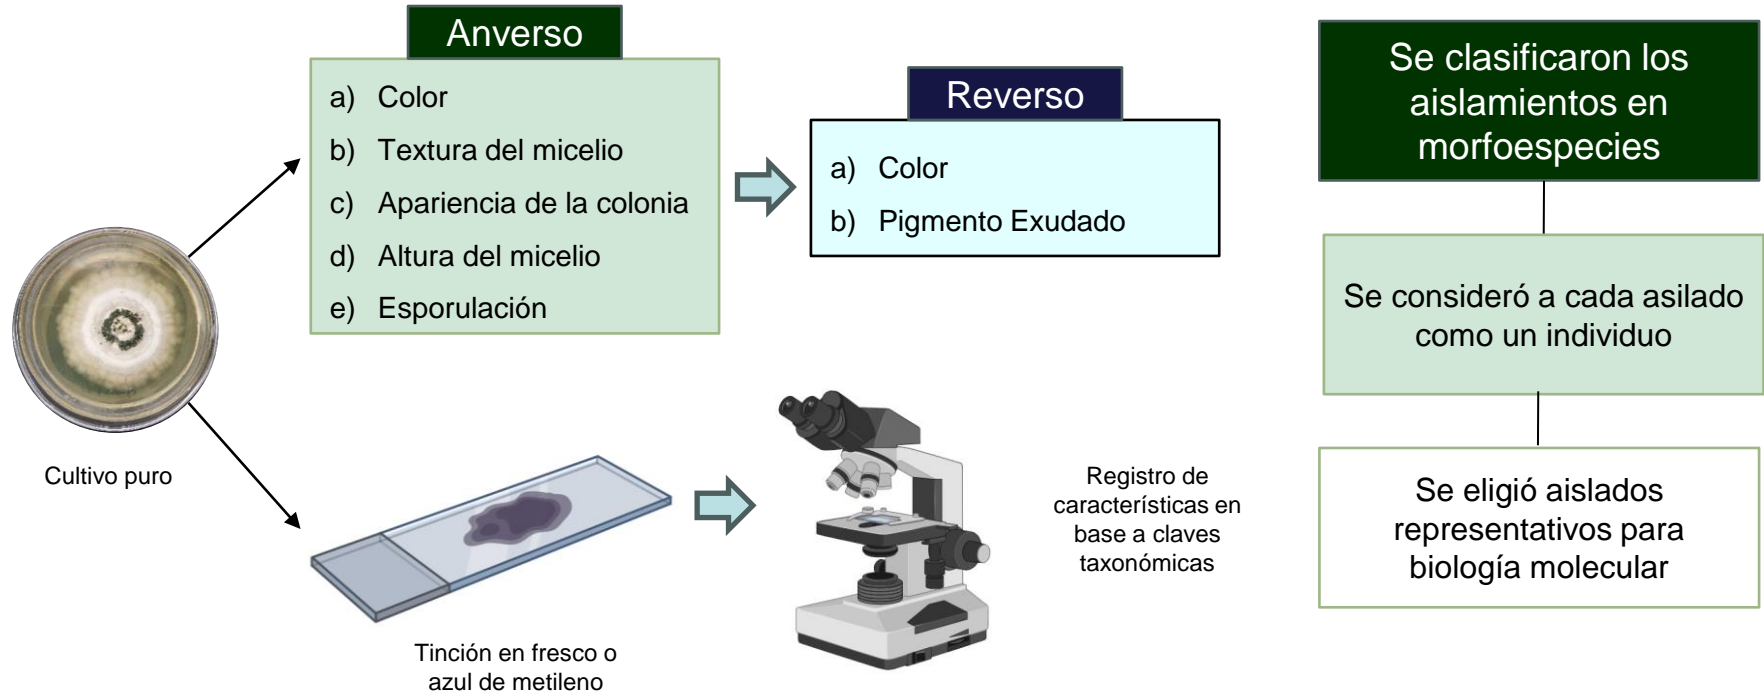 Anverso
a) Color
b) Textura del micelio
c) Apariencia de la colonia
d) Altura del micelio
e) Esporulación
Reverso
a) Color
b) Pigmento Exudado
Cultivo puro
Tinción en fresco o
azul de metileno
Registro de
características en
base a claves
taxonómicas
Se clasificaron los
aislamientos en
morfoespecies
Se consideró a cada asilado
como un individuo
Se eligió aislados
representativos para
biología molecular